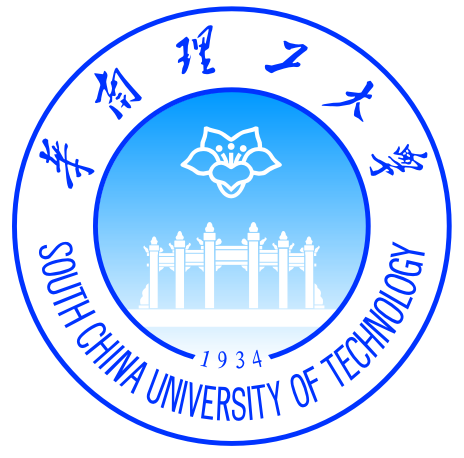 华南理工大学
1934
SOUTH CHINA UNIVERSITY OF TECHNOLOGY